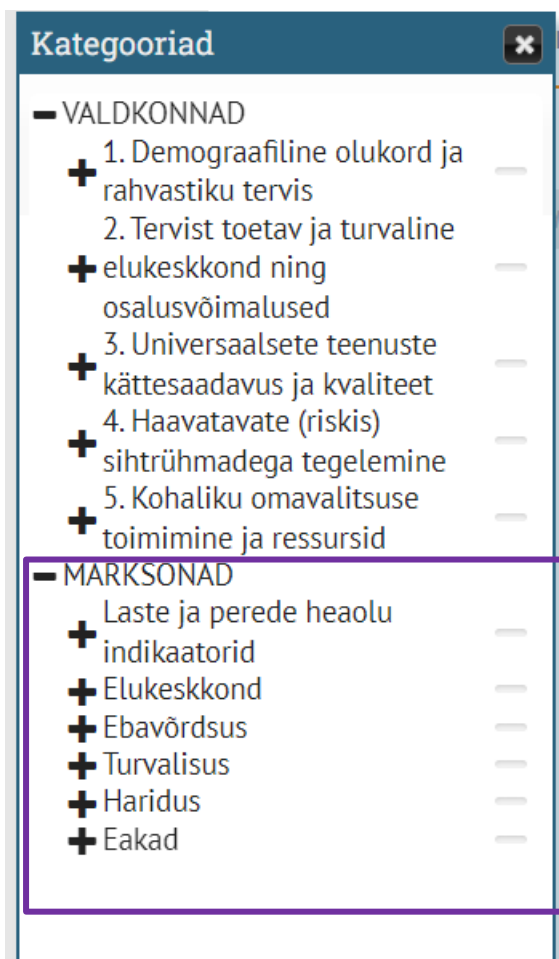 Kategooriad
VALDKONNAD
1. Demograafiline olukord ja
rahvastiku tervis
2. Tervist toetav ja turvaline
elukeskkond ning
osalusvõimalused
3. Universaalsete teenuste
kättesaadavus ja kvaliteet
4. Haavatavate (riskis)
sihtrühmadega tegelemine
5. Kohaliku omavalitsuse
toimimine ja ressursid
MÄRKSÕNAD
Laste ja perede heaolu
indikaatorid
Elukeskkond
Ebavõrdsus
Turvalisus
Haridus
Eakad